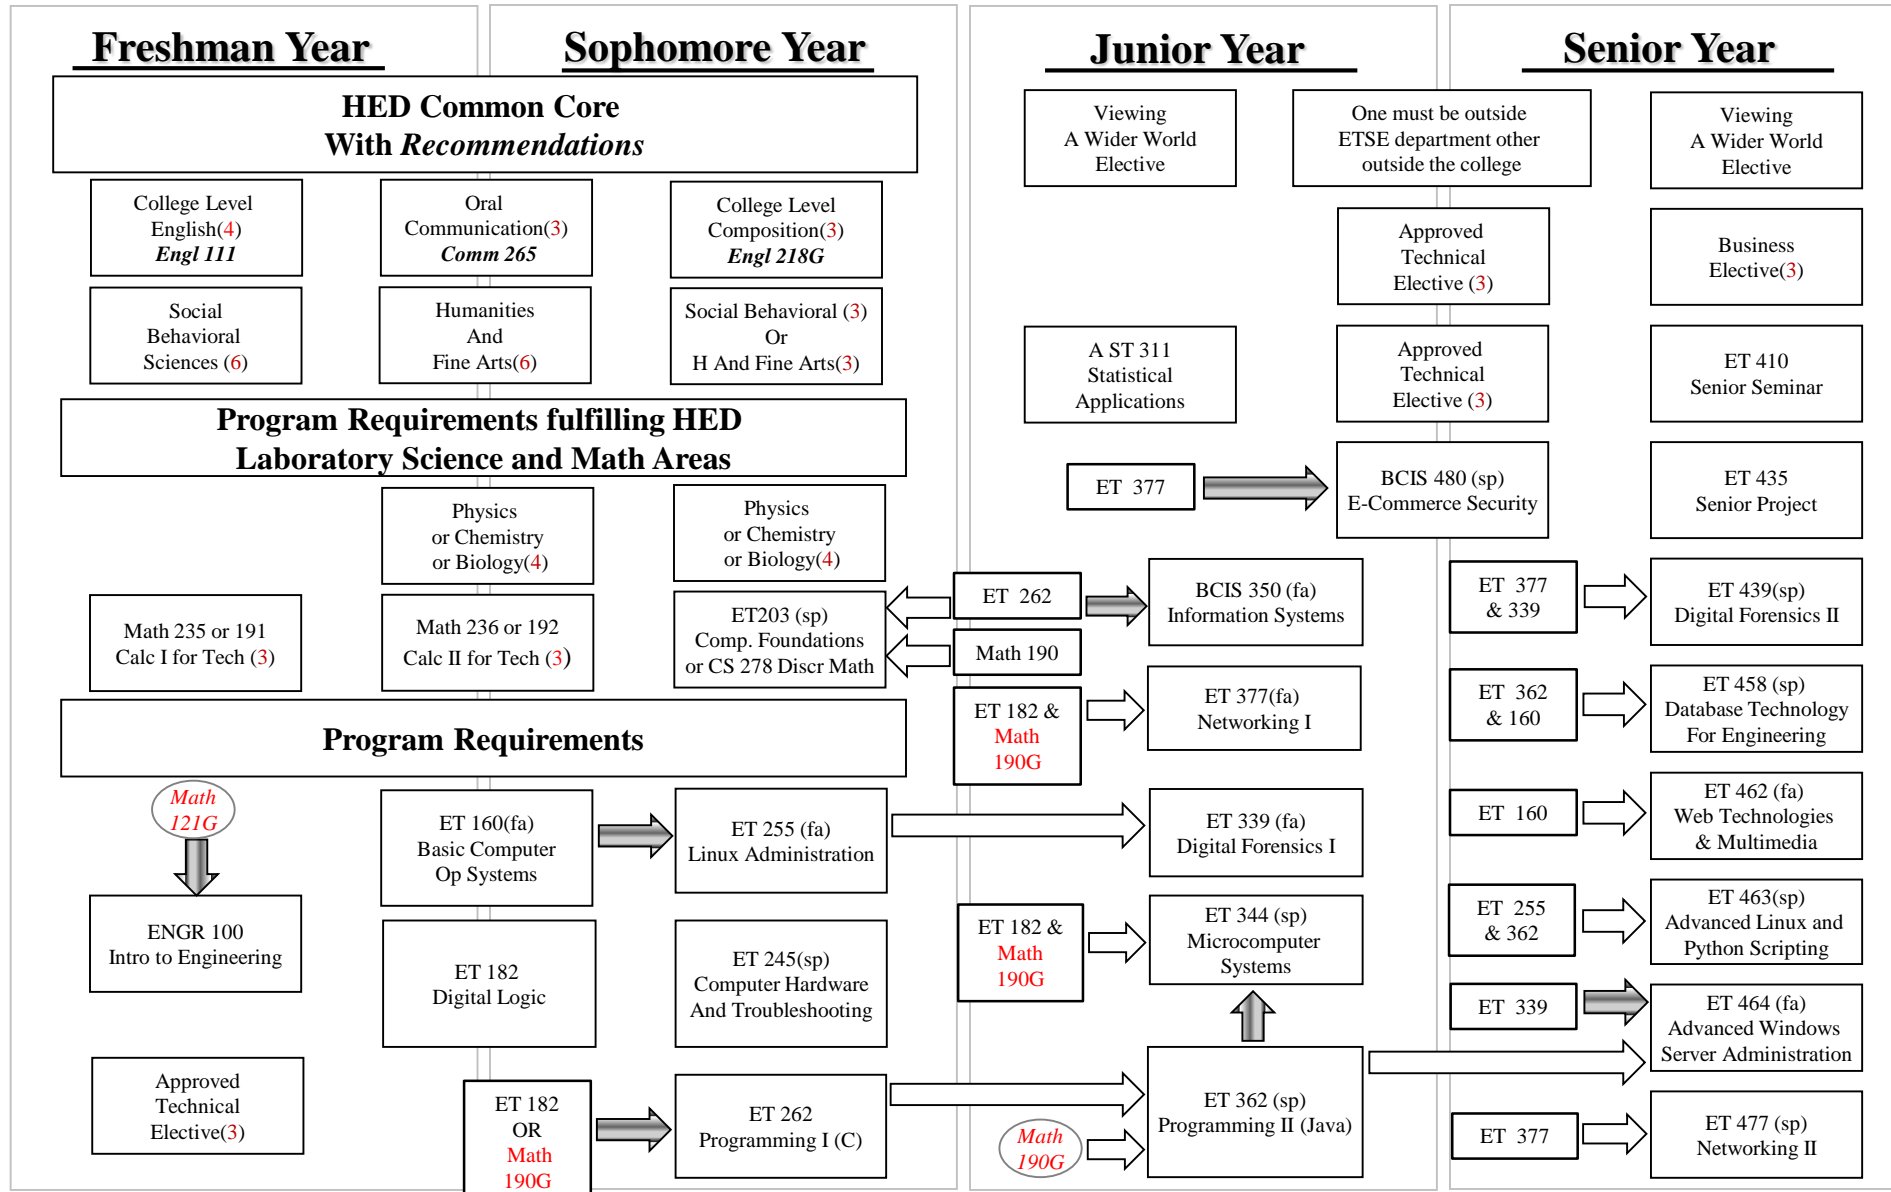 Freshman Year
Sophomore Year
Junior Year
Senior Year
HED Common Core
With Recommendations
College Level
English(4)
Engl 111
Oral
Communication(3)
Comm 265
College Level
Composition(3)
Engl 218G
Social
Behavioral
Sciences (6)
Humanities
And
Fine Arts(6)
Social Behavioral (3)
Or
H And Fine Arts(3)
Program Requirements fulfilling HED
Laboratory Science and Math Areas
Physics
or Chemistry
or Biology(4)
Physics
or Chemistry
or Biology(4)
Math 235 or 191
Calc I for Tech (3)
Math 236 or 192
Calc II for Tech (3)
ET203 (sp)
Comp. Foundations
or CS 278 Discr Math
Program Requirements
Math
121G
ENGR 100
Intro to Engineering
ET 160(fa)
Basic Computer
Op Systems
ET 255 (fa)
Linux Administration
ET 182
Digital Logic
ET 245(sp)
Computer Hardware
And Troubleshooting
Approved
Technical
Elective(3)
ET 182
OR
Math
190G
ET 262
Programming I (C)
Viewing
A Wider World
Elective
One must be outside
ETSE department other
outside the college
Viewing
A Wider World
Elective
Approved
Technical
Elective (3)
Business
Elective(3)
A ST 311
Statistical
Applications
Approved
Technical
Elective (3)
ET 410
Senior Seminar
ET 377
BCIS 480 (sp)
E-Commerce Security
ET 435
Senior Project
ET 262
BCIS 350 (fa)
Information Systems
Math 190
ET 377
& 339
ET 439(sp)
Digital Forensics II
ET 182 &
Math
190G
ET 377(fa)
Networking I
ET 362
& 160
ET 458 (sp)
Database Technology
For Engineering
ET 339 (fa)
Digital Forensics I
ET 160
ET 462 (fa)
Web Technologies
& Multimedia
ET 182 &
Math
190G
ET 344 (sp)
Microcomputer
Systems
ET 255
& 362
ET 463(sp)
Advanced Linux and
Python Scripting
ET 339
ET 464 (fa)
Advanced Windows
Server Administration
Math
190G
ET 362 (sp)
Programming II (Java)
ET 377
ET 477 (sp)
Networking II